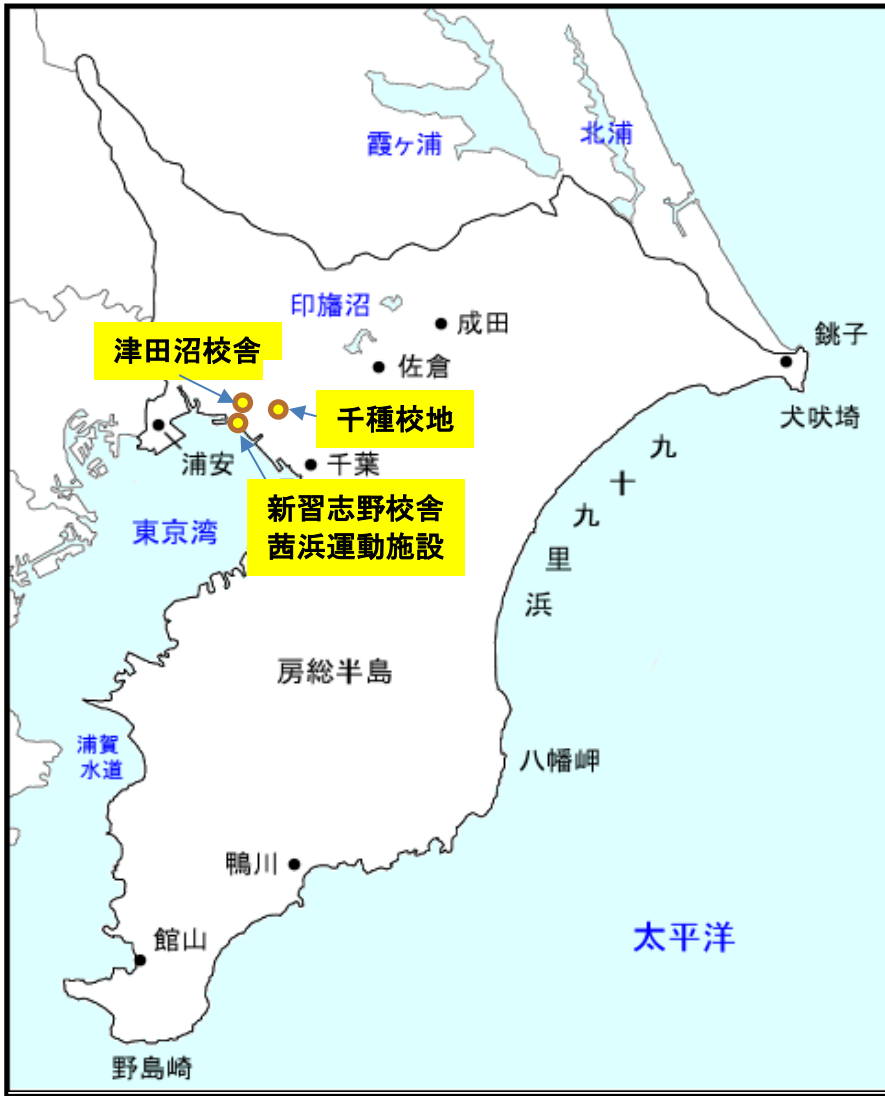 霞ヶ浦
北浦
印旛沼
成田
銚子
津田沼校舎
佐倉
千種校地
犬吠埼
浦安
千葉
九
十
九
里
浜
新習志野校舎
茜浜運動施設
東京湾
房総半島
浦賀
水道
八幡岬
鴨川
館山
太平洋
野島崎